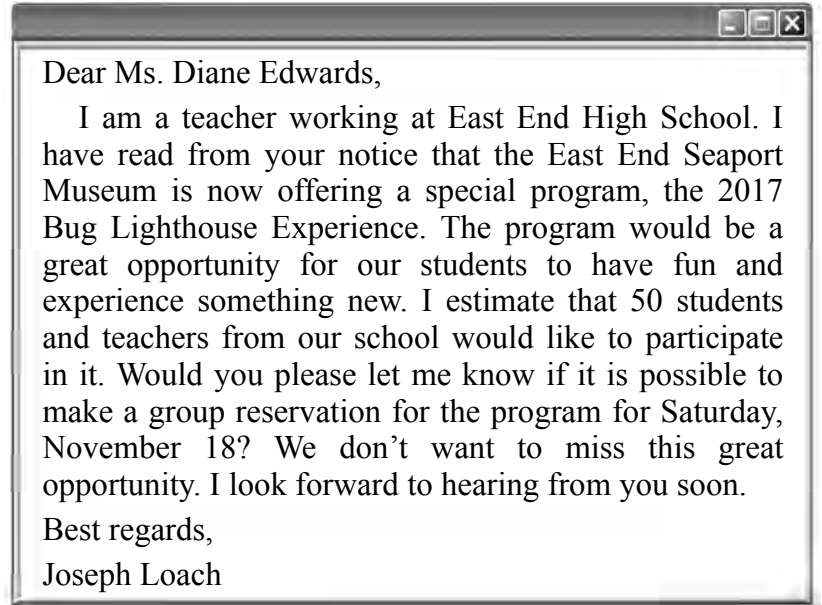 Dear Ms. Diane Edwards,
I am a teacher working at East End High School. I
have read from your notice that the East End Seaport
Museum is now offering a special program, the 2017
Bug Lighthouse Experience. The program would be a
great opportunity for our students to have fun and
experience something new. I estimate that 50 students
and teachers from our school would like to participate
in it. Would you please let me know if it is possible to
make a group reservation for the program for Saturday,
November 18? We don’t want to miss this great
opportunity. I look forward to hearing from you soon.
Best regards,
Joseph Loach